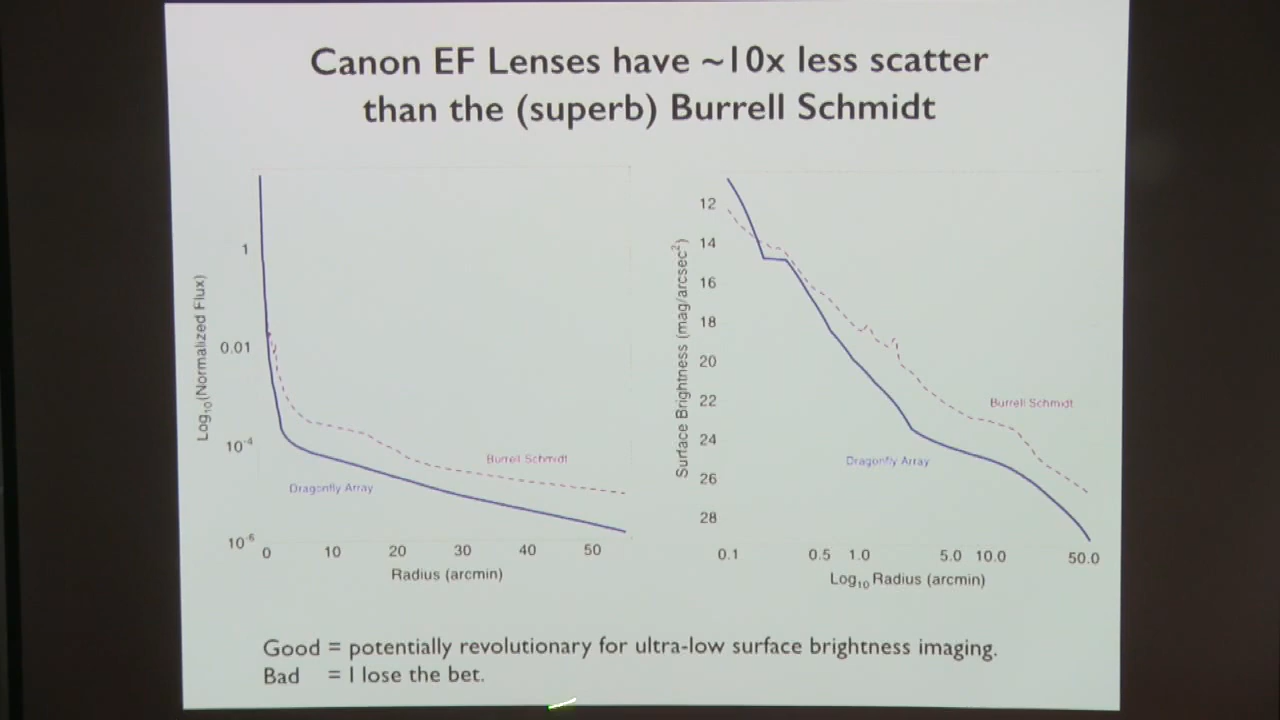 Canon EF Lenses have ~10x less scatter
than the (superb) Burrell Schmidt
1
0.01
10⁻⁴
10⁻⁶
Log₁₀(Normalized Flux)
Burrell Schmidt
Dragonfly Array
0 10 20 30 40 50
Radius (arcmin)
12
14
16
18
20
22
24
26
28
Surface Brightness (mag/arcsec²)
Burrell Schmidt
Dragonfly Array
0.1 0.5 1.0 5.0 10.0 50.0
Log₁₀ Radius (arcmin)
Good = potentially revolutionary for ultra-low surface brightness imaging.
Bad = I lose the bet.